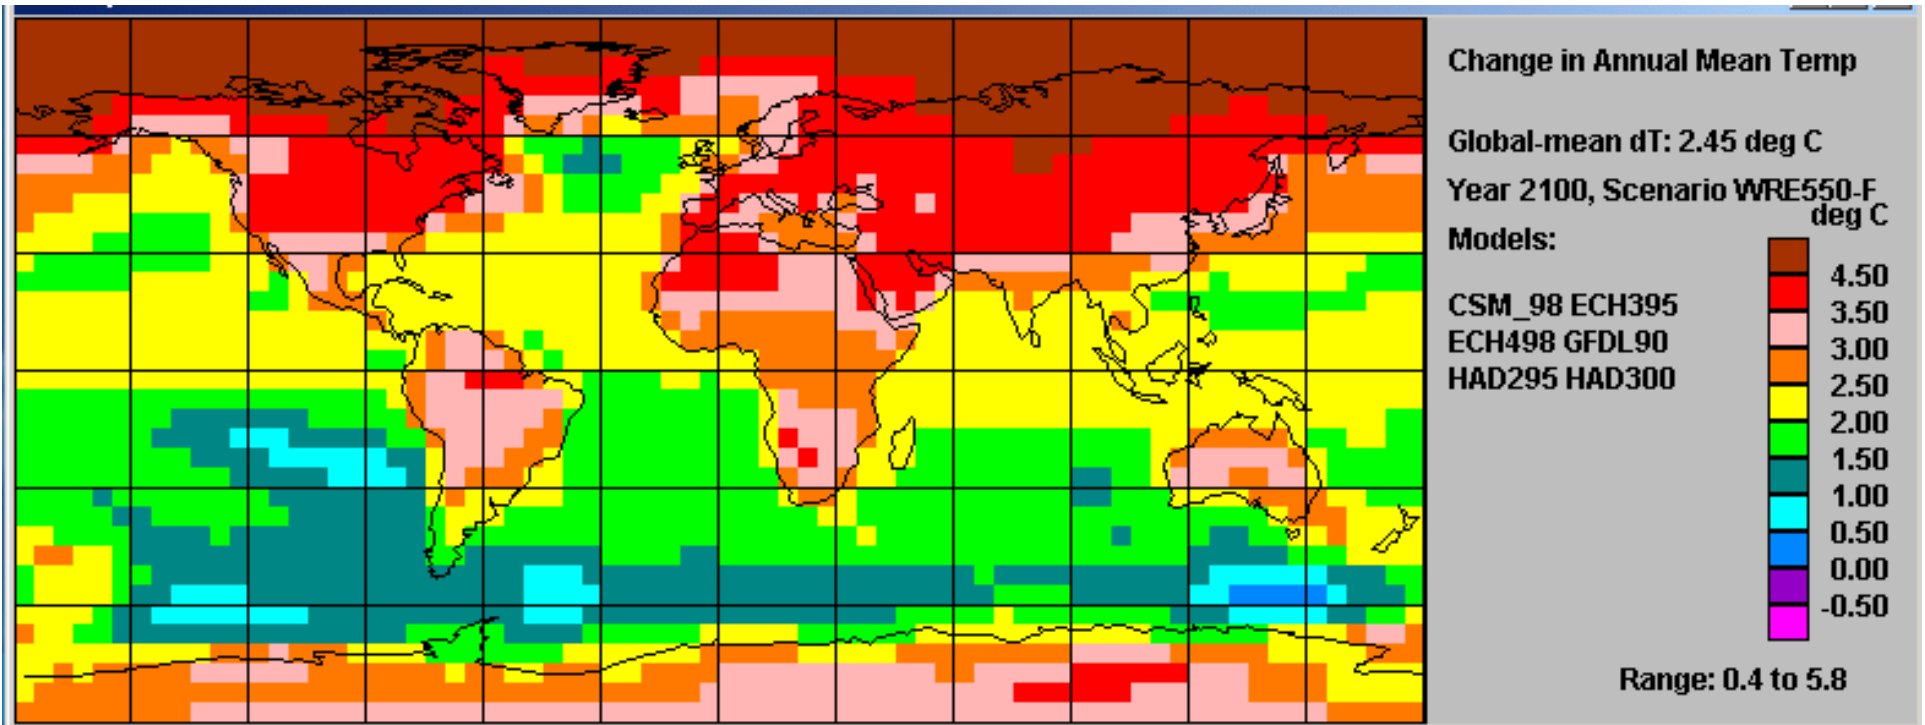 Change in Annual Mean Temp
Global-mean dT: 2.45 deg C
Year 2100, Scenario WRE550-F
deg C
Models:
4.50
CSM_98 ECH395
3.50
ECH498 GFDL90
3.00
HAD295 HAD300
2.50
2.00
1.50
1.00
0.50
0.00
-0.50
Range: 0.4 to 5.8